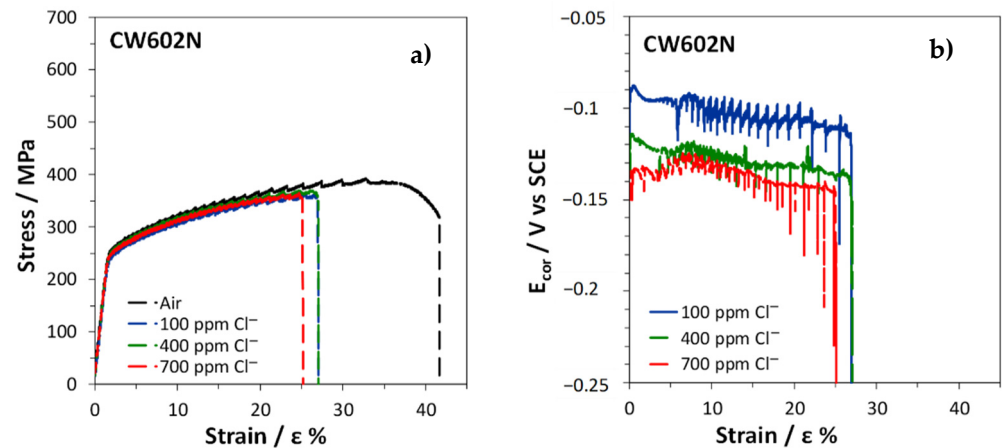 CW602N
a)
700
600
500
400
300
200
100
0
Stress / MPa
Air
100 ppm Cl⁻
400 ppm Cl⁻
700 ppm Cl⁻
0 10 20 30 40
Strain / ε %
CW602N
b)
−0.05
−0.1
−0.15
−0.2
−0.25
E_cor / V vs SCE
100 ppm Cl⁻
400 ppm Cl⁻
700 ppm Cl⁻
0 10 20 30 40
Strain / ε %